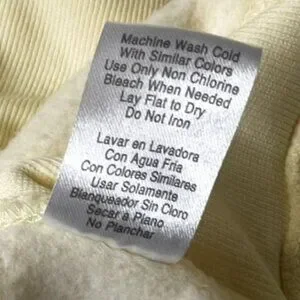 Machine Wash Cold
With Similar Colors
Use Only Non Chlorine
Bleach When Needed
Lay Flat to Dry
Do Not Iron
Lavar en Lavadora
Con Agua Fria
Con Colores Similares
Usar Solamente
Blanqueador Sin Cloro
Secar à Plano
No Planchar